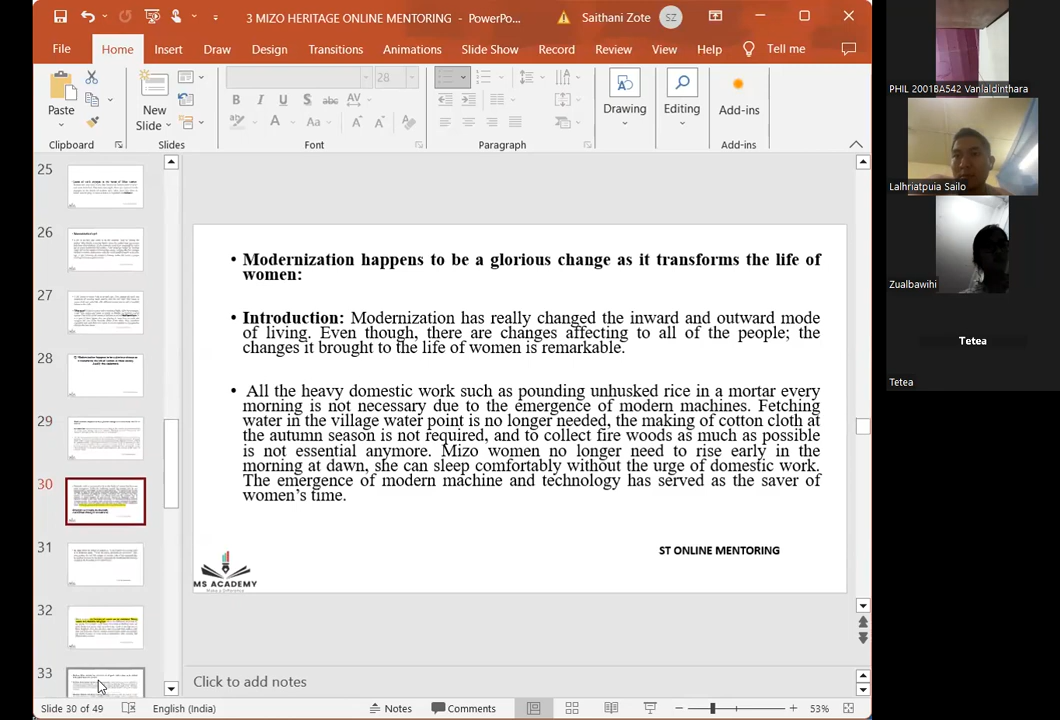 3 MIZO HERITAGE ONLINE MENTORING - PowerPo...
Saithani Zote
SZ
File
Home
Insert
Draw
Design
Transitions
Animations
Slide Show
Record
Review
View
Help
Tell me
Paste
New
Slide
28
Drawing
Editing
Add-ins
Clipboard
Slides
Font
Paragraph
Add-ins
25
26
27
28
29
30
31
32
33
• Modernization happens to be a glorious change as it transforms the life of
women:
• Introduction: Modernization has really changed the inward and outward mode
of living. Even though, there are changes affecting to all of the people; the
changes it brought to the life of women is remarkable.
• All the heavy domestic work such as pounding unhusked rice in a mortar every
morning is not necessary due to the emergence of modern machines. Fetching
water in the village water point is no longer needed, the making of cotton cloth at
the autumn season is not required, and to collect fire woods as much as possible
is not essential anymore. Mizo women no longer need to rise early in the
morning at dawn, she can sleep comfortably without the urge of domestic work.
The emergence of modern machine and technology has served as the saver of
women's time.
ST ONLINE MENTORING
MS ACADEMY
Make a Difference
Click to add notes
Slide 30 of 49
English (India)
Notes
Comments
53%
PHIL 2001BA542 Vanlaldinthara
Lalhriatpuia Sailo
Zualbawihi
Tetea
Tetea